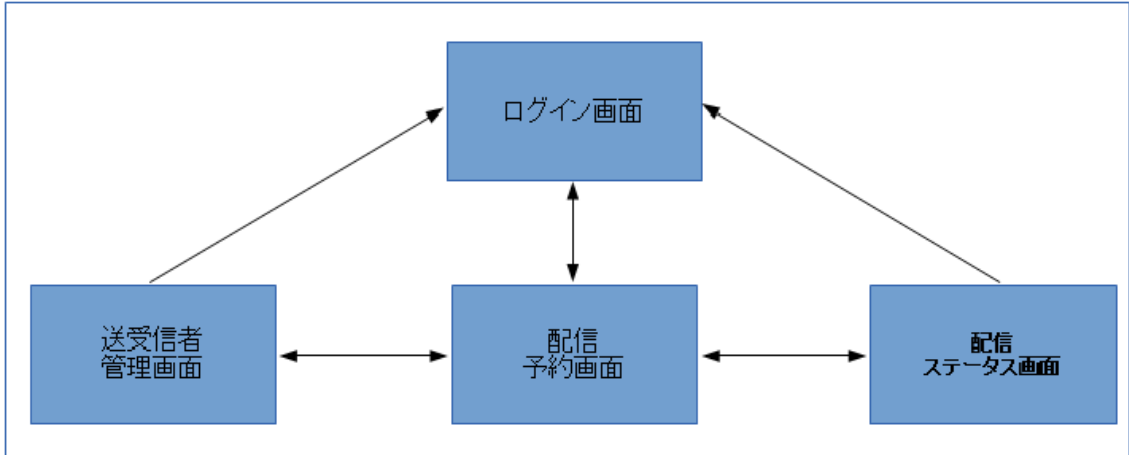 ログイン画面
送受信者
管理画面
配信
予約画面
配信
ステータス画面